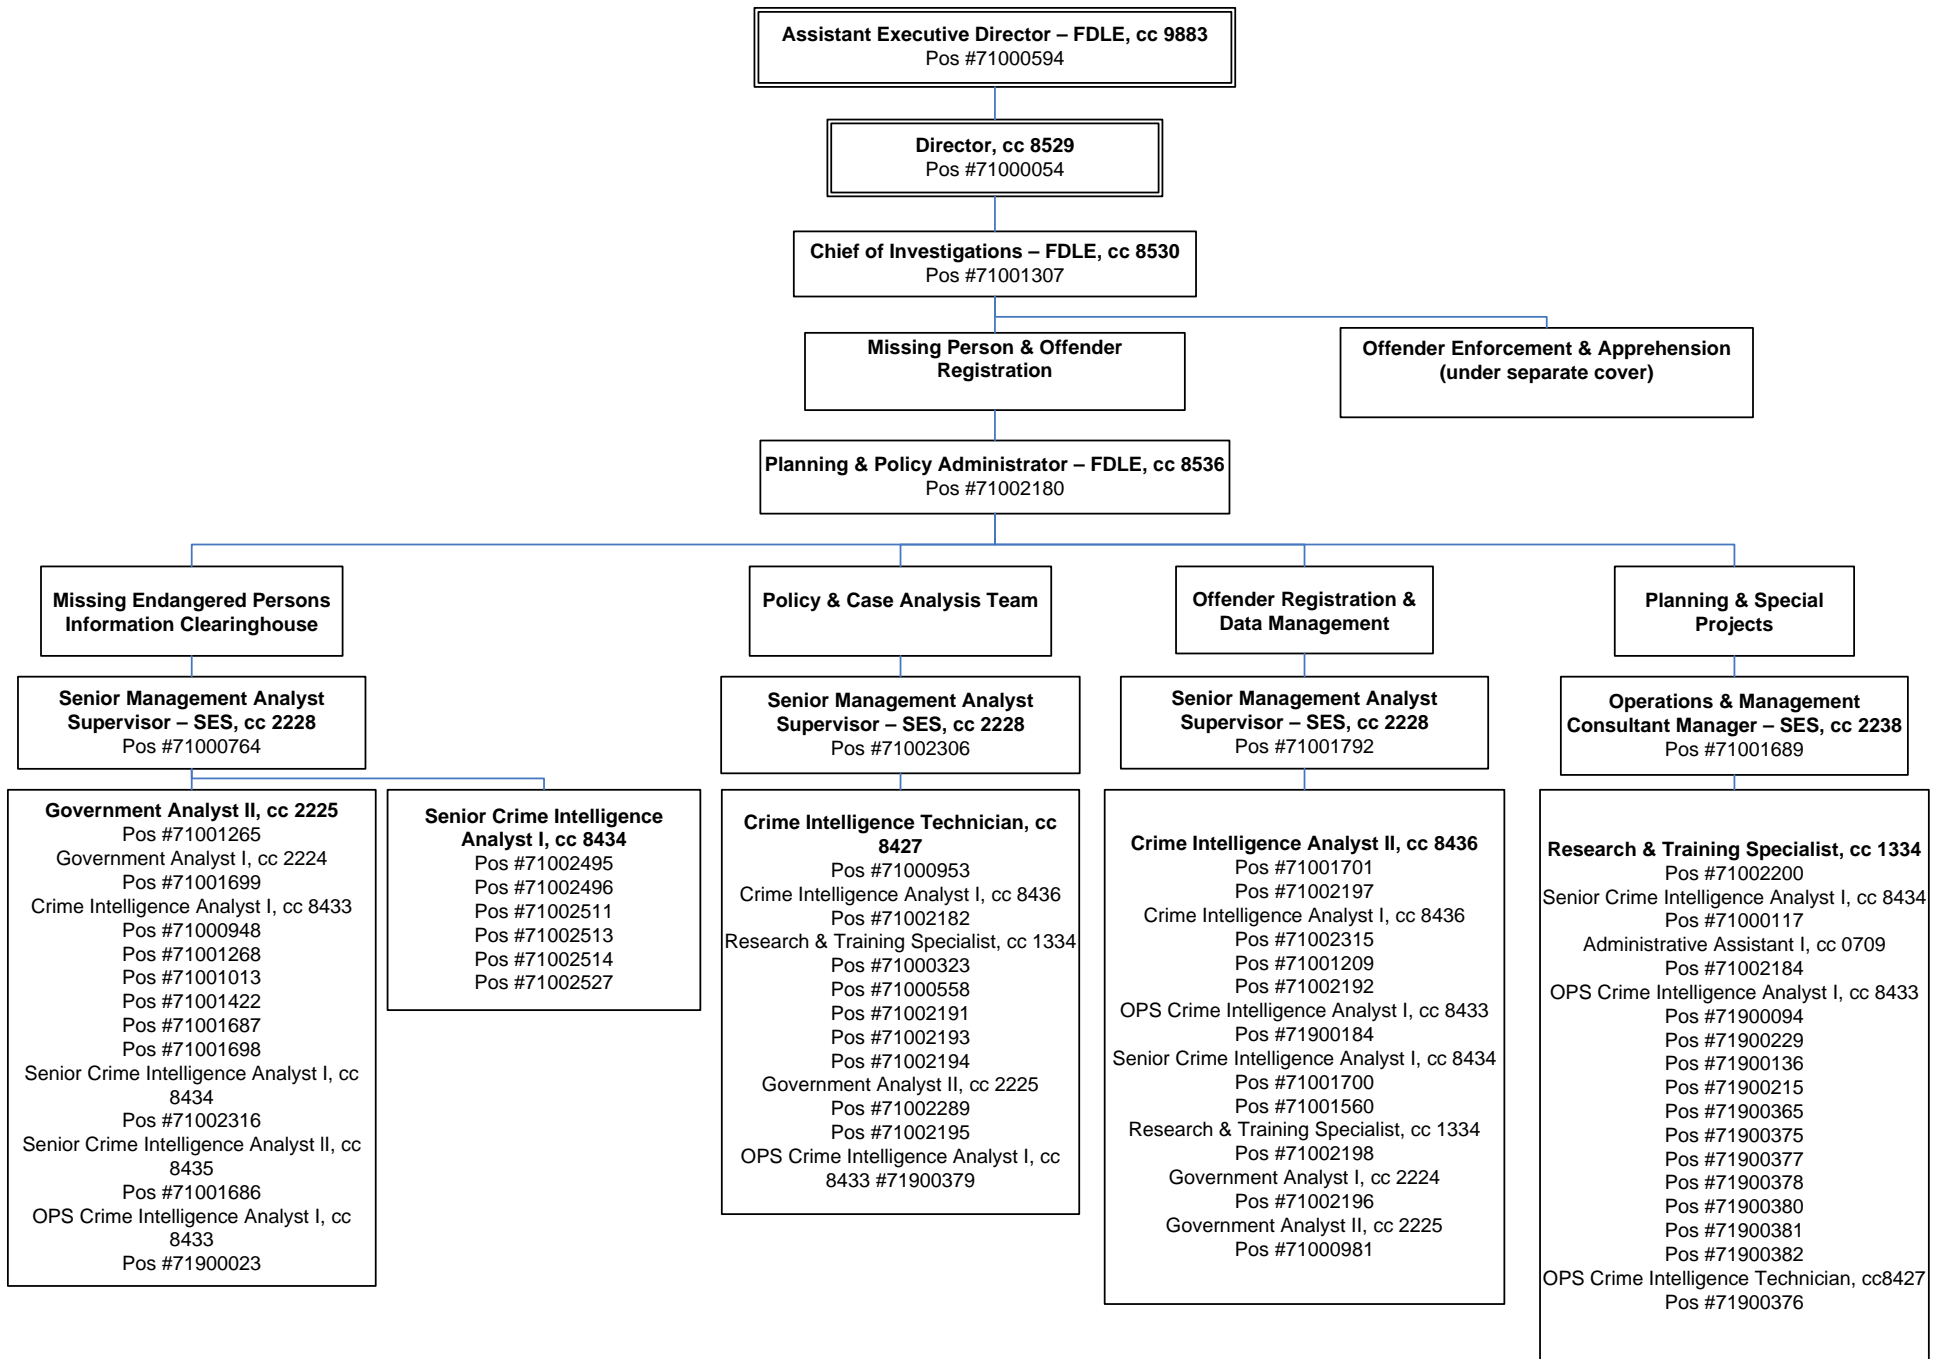 Assistant Executive Director – FDLE, cc 9883
Pos #71000594
Director, cc 8529
Pos #71000054
Chief of Investigations – FDLE, cc 8530
Pos #71001307
Missing Person & Offender
Registration
Offender Enforcement & Apprehension
(under separate cover)
Planning & Policy Administrator – FDLE, cc 8536
Pos #71002180
Missing Endangered Persons
Information Clearinghouse
Policy & Case Analysis Team
Offender Registration &
Data Management
Planning & Special
Projects
Senior Management Analyst
Supervisor – SES, cc 2228
Pos #71000764
Senior Management Analyst
Supervisor – SES, cc 2228
Pos #71002306
Senior Management Analyst
Supervisor – SES, cc 2228
Pos #71001792
Operations & Management
Consultant Manager – SES, cc 2238
Pos #71001689
Government Analyst II, cc 2225
Pos #71001265
Government Analyst I, cc 2224
Pos #71001699
Crime Intelligence Analyst I, cc 8433
Pos #71000948
Pos #71001268
Pos #71001013
Pos #71001422
Pos #71001687
Pos #71001698
Senior Crime Intelligence Analyst I, cc
8434
Pos #71002316
Senior Crime Intelligence Analyst II, cc
8435
Pos #71001686
OPS Crime Intelligence Analyst I, cc
8433
Pos #71900023
Senior Crime Intelligence
Analyst I, cc 8434
Pos #71002495
Pos #71002496
Pos #71002511
Pos #71002513
Pos #71002514
Pos #71002527
Crime Intelligence Technician, cc
8427
Pos #71000953
Crime Intelligence Analyst I, cc 8436
Pos #71002182
Research & Training Specialist, cc 1334
Pos #71000323
Pos #71000558
Pos #71002191
Pos #71002193
Pos #71002194
Government Analyst II, cc 2225
Pos #71002289
Pos #71002195
OPS Crime Intelligence Analyst I, cc
8433 #71900379
Crime Intelligence Analyst II, cc 8436
Pos #71001701
Pos #71002197
Crime Intelligence Analyst I, cc 8436
Pos #71002315
Pos #71001209
Pos #71002192
OPS Crime Intelligence Analyst I, cc 8433
Pos #71900184
Senior Crime Intelligence Analyst I, cc 8434
Pos #71001700
Pos #71001560
Research & Training Specialist, cc 1334
Pos #71002198
Government Analyst I, cc 2224
Pos #71002196
Government Analyst II, cc 2225
Pos #71000981
Research & Training Specialist, cc 1334
Pos #71002200
Senior Crime Intelligence Analyst I, cc 8434
Pos #71000117
Administrative Assistant I, cc 0709
Pos #71002184
OPS Crime Intelligence Analyst I, cc 8433
Pos #71900094
Pos #71900229
Pos #71900136
Pos #71900215
Pos #71900365
Pos #71900375
Pos #71900377
Pos #71900378
Pos #71900380
Pos #71900381
Pos #71900382
OPS Crime Intelligence Technician, cc8427
Pos #71900376